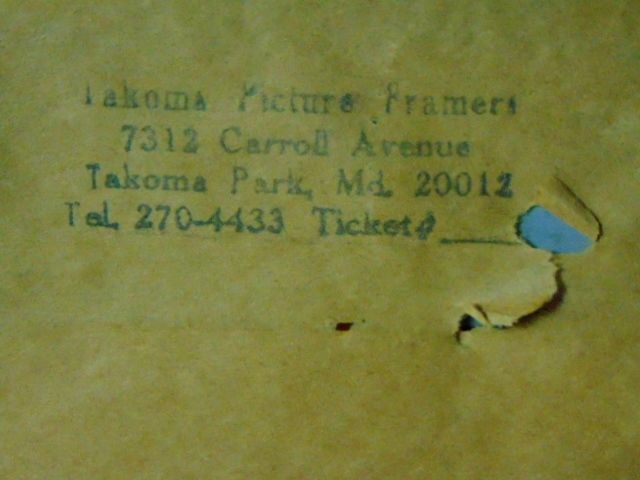 Takoma Picture Framers
7312 Carroll Avenue
Takoma Park, Md. 20012
Tel. 270-4433 Ticket#